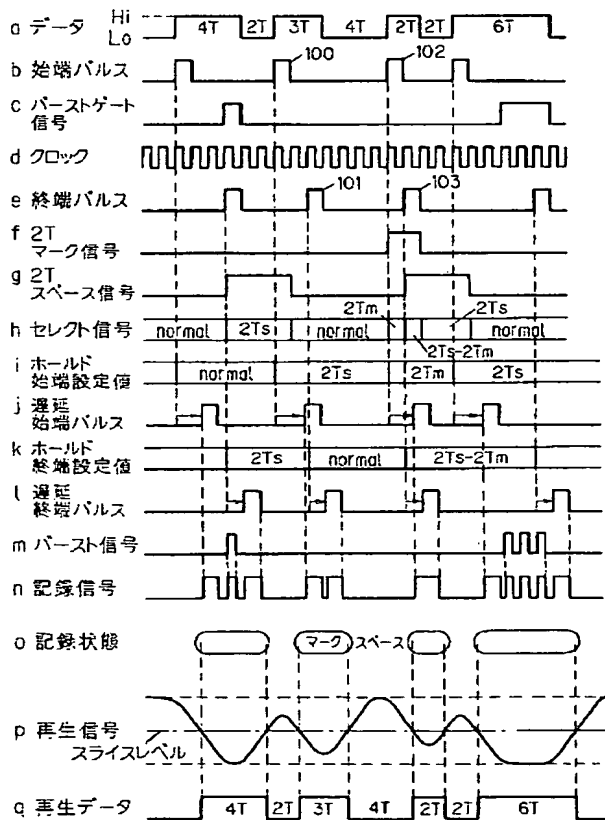 a データ Hi Lo 4T 2T 3T 4T 2T 2T 6T
b 始端パルス 100 102
c バーストゲート
信号
d クロック
e 終端パルス 101 103
f 2T
マーク信号
g 2T
スペース信号
2Tm 2Ts
h セレクト信号 normal 2Ts normal normal
2Ts-2Tm
i ホールド
始端設定値 normal 2Ts 2Tm 2Ts
j 遅延
始端パルス
k ホールド
終端設定値 2Ts normal 2Ts-2Tm
l 遅延
終端パルス
m バースト信号
n 記録信号
o 記録状態 マーク スペース
p 再生信号
スライスレベル
q 再生データ 4T 2T 3T 4T 2T 2T 6T